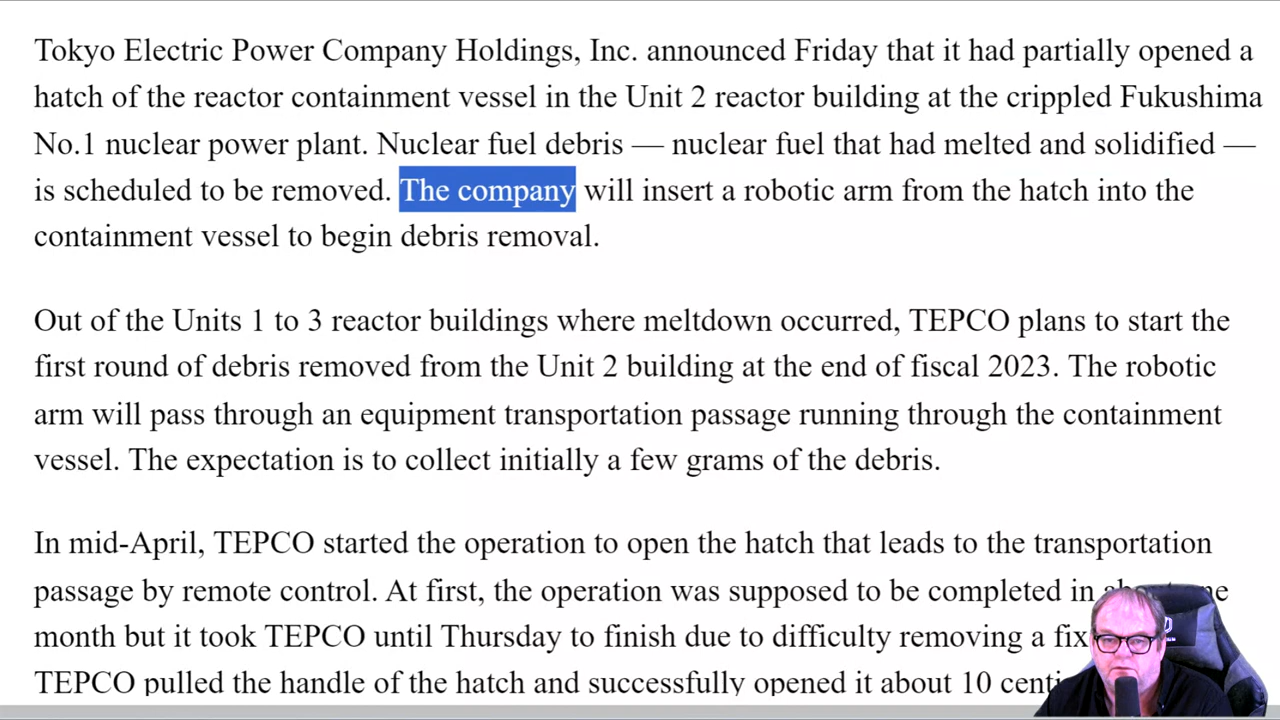 Tokyo Electric Power Company Holdings, Inc. announced Friday that it had partially opened a
hatch of the reactor containment vessel in the Unit 2 reactor building at the crippled Fukushima
No.1 nuclear power plant. Nuclear fuel debris — nuclear fuel that had melted and solidified —
is scheduled to be removed. The company will insert a robotic arm from the hatch into the
containment vessel to begin debris removal.
Out of the Units 1 to 3 reactor buildings where meltdown occurred, TEPCO plans to start the
first round of debris removed from the Unit 2 building at the end of fiscal 2023. The robotic
arm will pass through an equipment transportation passage running through the containment
vessel. The expectation is to collect initially a few grams of the debris.
In mid-April, TEPCO started the operation to open the hatch that leads to the transportation
passage by remote control. At first, the operation was supposed to be completed in
month but it took TEPCO until Thursday to finish due to difficulty removing a
TEPCO pulled the handle of the hatch and successfully opened it about 10